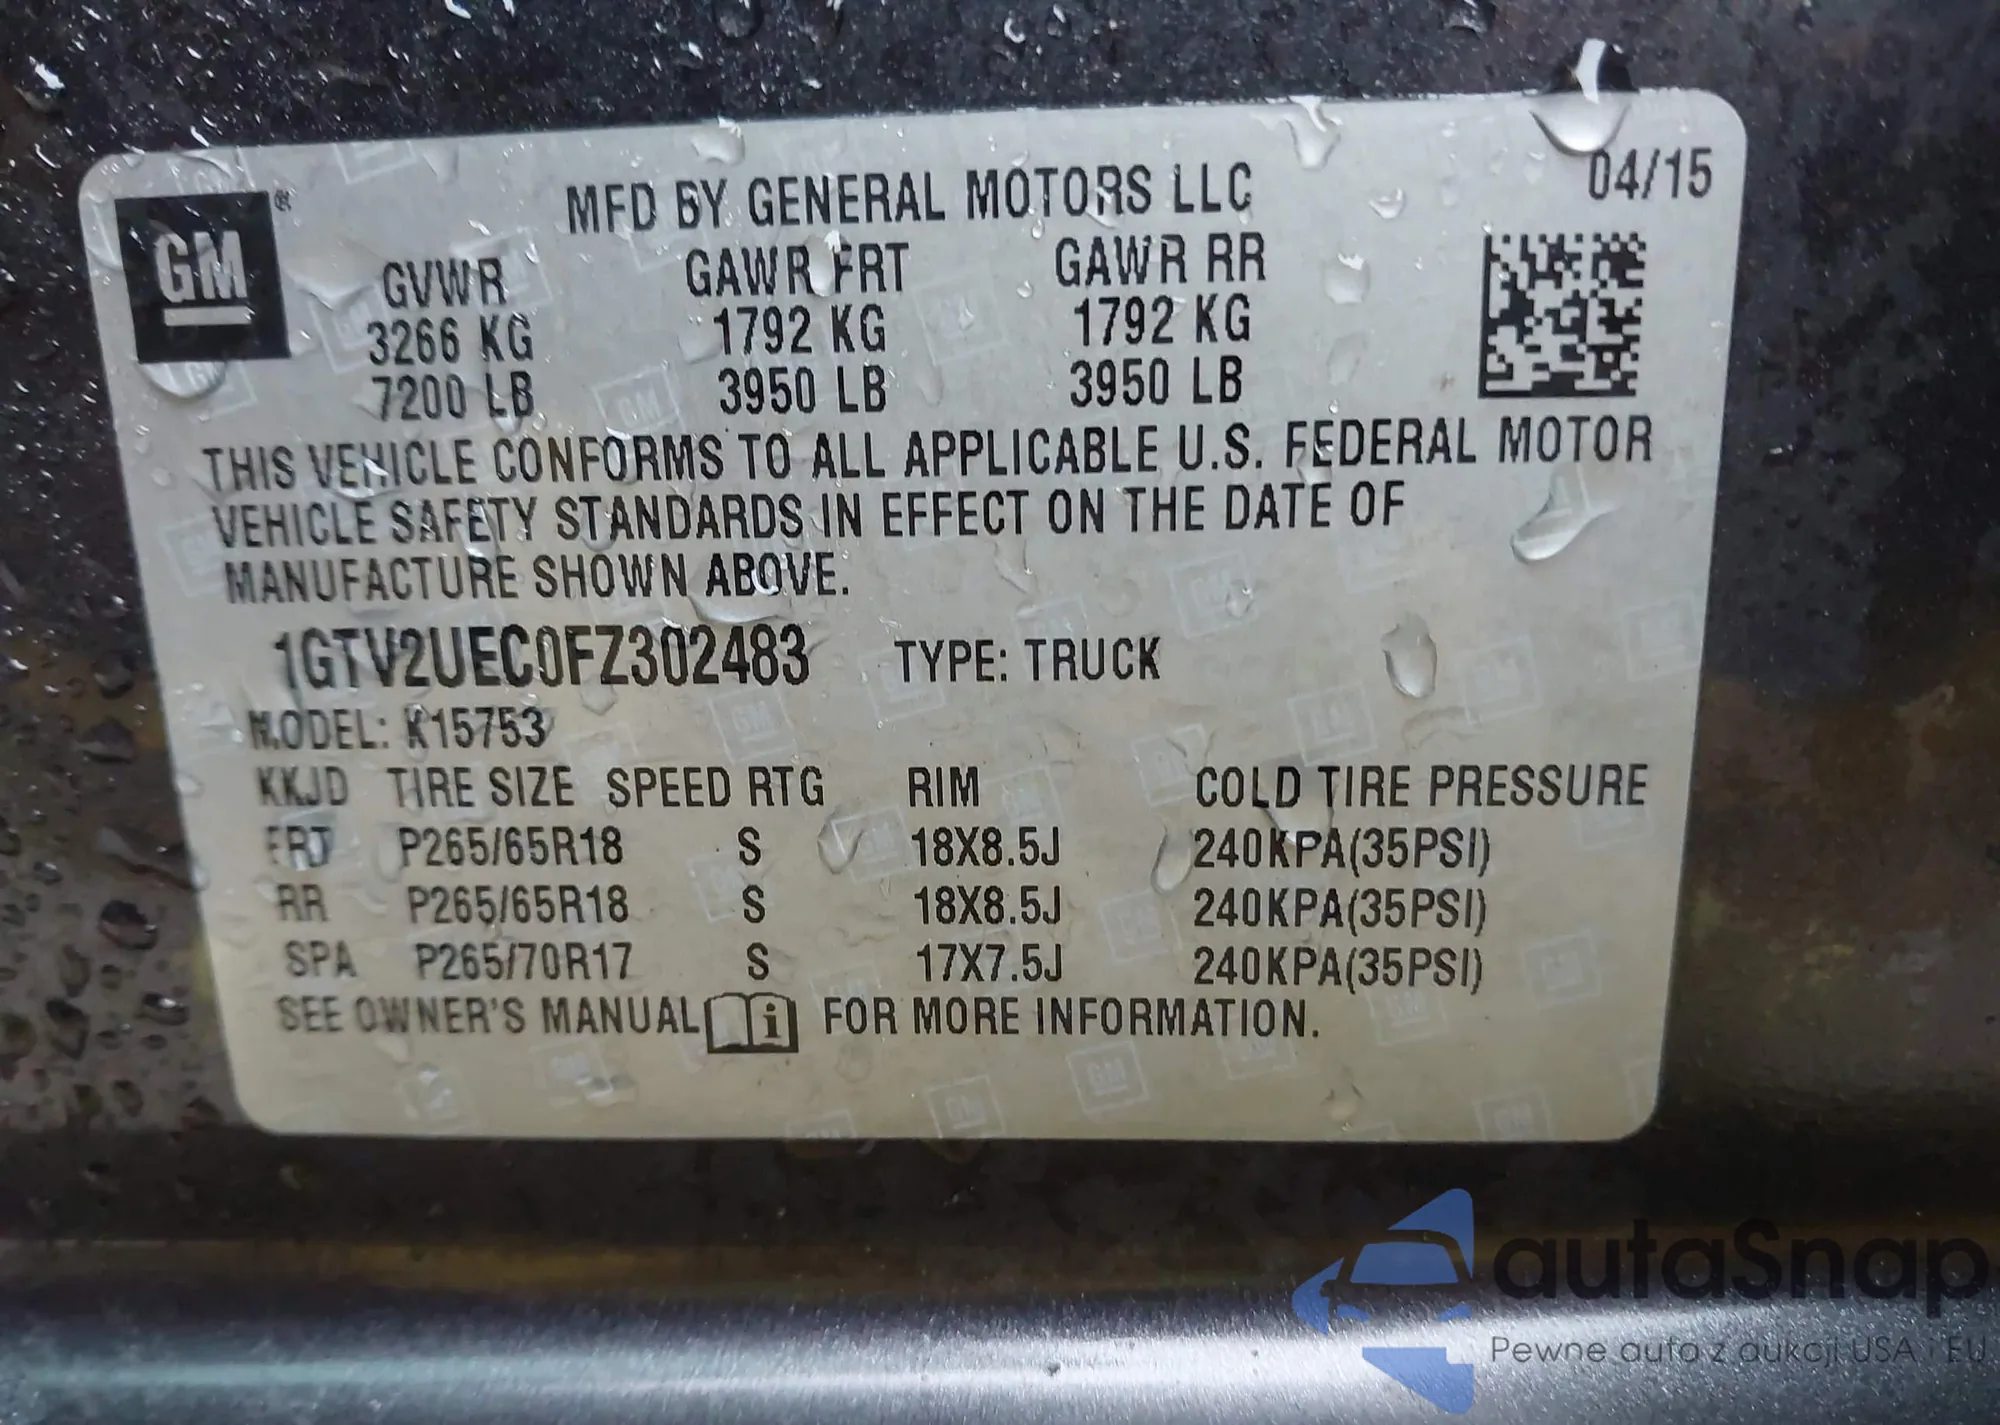 GM ®
MFD BY GENERAL MOTORS LLC 04/15
GVWR GAWR FRT GAWR RR
3266 KG 1792 KG 1792 KG
7200 LB 3950 LB 3950 LB
THIS VEHICLE CONFORMS TO ALL APPLICABLE U.S. FEDERAL MOTOR
VEHICLE SAFETY STANDARDS IN EFFECT ON THE DATE OF
MANUFACTURE SHOWN ABOVE.
1GTV2UEC0FZ302483 TYPE: TRUCK
MODEL: K15753
KKJD TIRE SIZE SPEED RTG RIM COLD TIRE PRESSURE
FRT P265/65R18 S 18X8.5J 240KPA(35PSI)
RR P265/65R18 S 18X8.5J 240KPA(35PSI)
SPA P265/70R17 S 17X7.5J 240KPA(35PSI)
SEE OWNER'S MANUAL i FOR MORE INFORMATION.
autoSnap
Pewne auta z aukcji USA i EU